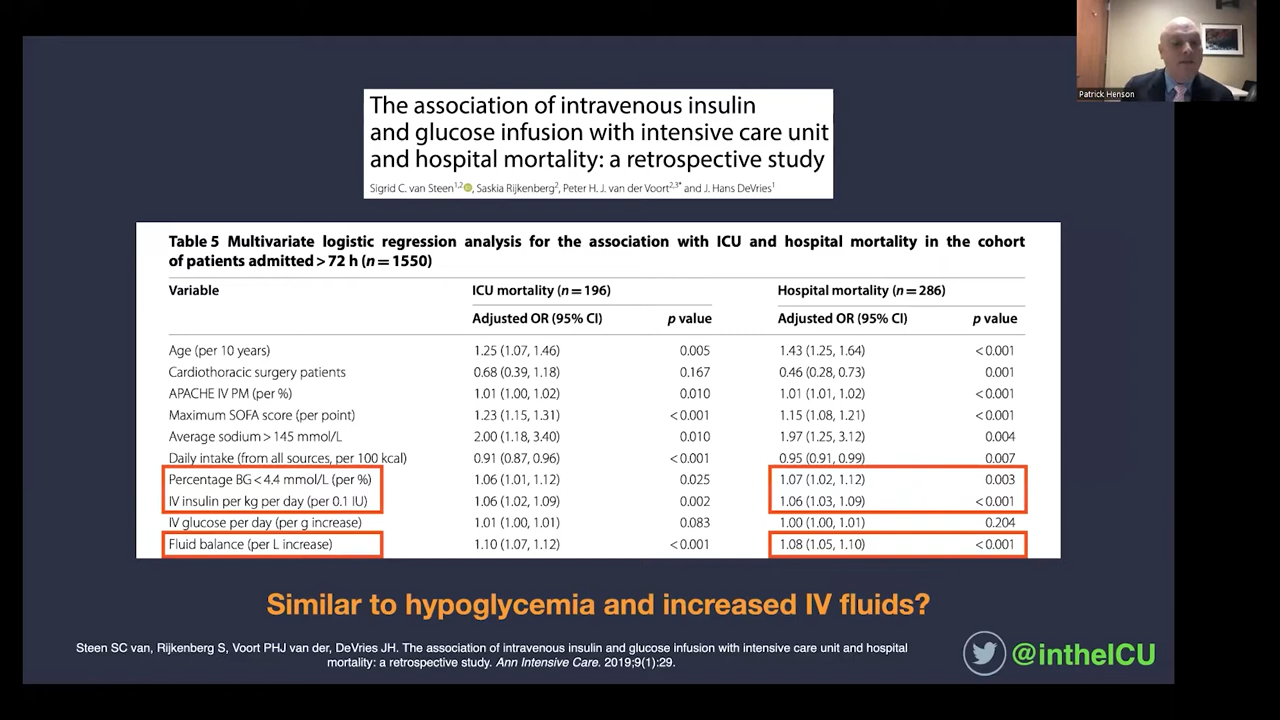 Patrick Henson
The association of intravenous insulin
and glucose infusion with intensive care unit
and hospital mortality: a retrospective study
Sigrid C. van Steen1,2, Saskia Rijkenberg2, Peter H. J. van der Voort2,3* and J. Hans DeVries1
Table 5 Multivariate logistic regression analysis for the association with ICU and hospital mortality in the cohort
of patients admitted > 72 h (n = 1550)
Variable ICU mortality (n = 196) Hospital mortality (n = 286)
Adjusted OR (95% CI) p value Adjusted OR (95% CI) p value
Age (per 10 years) 1.25 (1.07, 1.46) 0.005 1.43 (1.25, 1.64) < 0.001
Cardiothoracic surgery patients 0.68 (0.39, 1.18) 0.167 0.46 (0.28, 0.73) 0.001
APACHE IV PM (per %) 1.01 (1.00, 1.02) 0.010 1.01 (1.01, 1.02) < 0.001
Maximum SOFA score (per point) 1.23 (1.15, 1.31) < 0.001 1.15 (1.08, 1.21) < 0.001
Average sodium > 145 mmol/L 2.00 (1.18, 3.40) 0.010 1.97 (1.25, 3.12) 0.004
Daily intake (from all sources, per 100 kcal) 0.91 (0.87, 0.96) < 0.001 0.95 (0.91, 0.99) 0.007
Percentage BG < 4.4 mmol/L (per %) 1.06 (1.01, 1.12) 0.025 1.07 (1.02, 1.12) 0.003
IV insulin per kg per day (per 0.1 IU) 1.06 (1.02, 1.09) 0.002 1.06 (1.03, 1.09) < 0.001
IV glucose per day (per g increase) 1.01 (1.00, 1.01) 0.083 1.00 (1.00, 1.01) 0.204
Fluid balance (per L increase) 1.10 (1.07, 1.12) < 0.001 1.08 (1.05, 1.10) < 0.001
Similar to hypoglycemia and increased IV fluids?
Steen SC van, Rijkenberg S, Voort PHJ van der, DeVries JH. The association of intravenous insulin and glucose infusion with intensive care unit and hospital
mortality: a retrospective study. Ann Intensive Care. 2019;9(1):29.
@intheICU